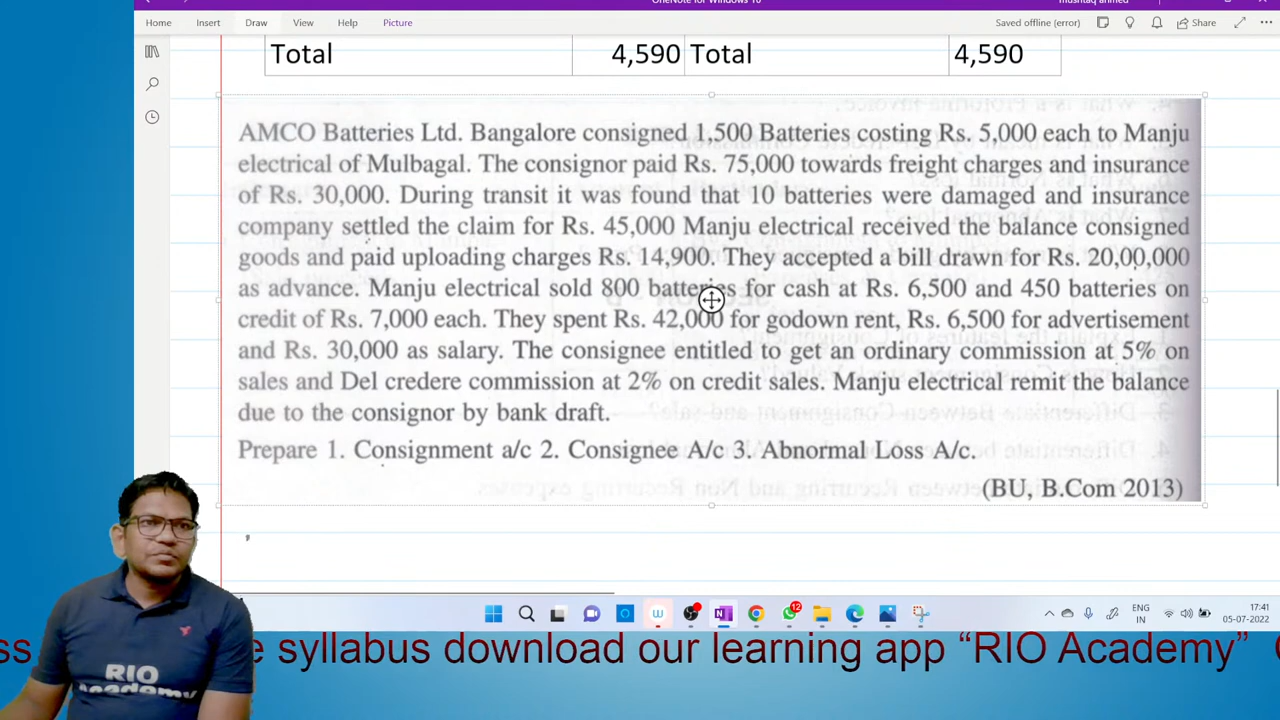 OneNote for Windows 10
mushtaq ahmed
Home Insert Draw View Help Picture
Saved offline (error)
Share
Total 4,590 Total 4,590
AMCO Batteries Ltd. Bangalore consigned 1,500 Batteries costing Rs. 5,000 each to Manju
electrical of Mulbagal. The consignor paid Rs. 75,000 towards freight charges and insurance
of Rs. 30,000. During transit it was found that 10 batteries were damaged and insurance
company settled the claim for Rs. 45,000 Manju electrical received the balance consigned
goods and paid uploading charges Rs. 14,900. They accepted a bill drawn for Rs. 20,00,000
as advance. Manju electrical sold 800 batteries for cash at Rs. 6,500 and 450 batteries on
credit of Rs. 7,000 each. They spent Rs. 42,000 for godown rent, Rs. 6,500 for advertisement
and Rs. 30,000 as salary. The consignee entitled to get an ordinary commission at 5% on
sales and Del credere commission at 2% on credit sales. Manju electrical remit the balance
due to the consignor by bank draft.
Prepare 1. Consignment a/c 2. Consignee A/c 3. Abnormal Loss A/c.
(BU, B.Com 2013)
12
ENG
IN
17:41
05-07-2022
RIO
Academy
ss
e syllabus download our learning app “RIO Academy”